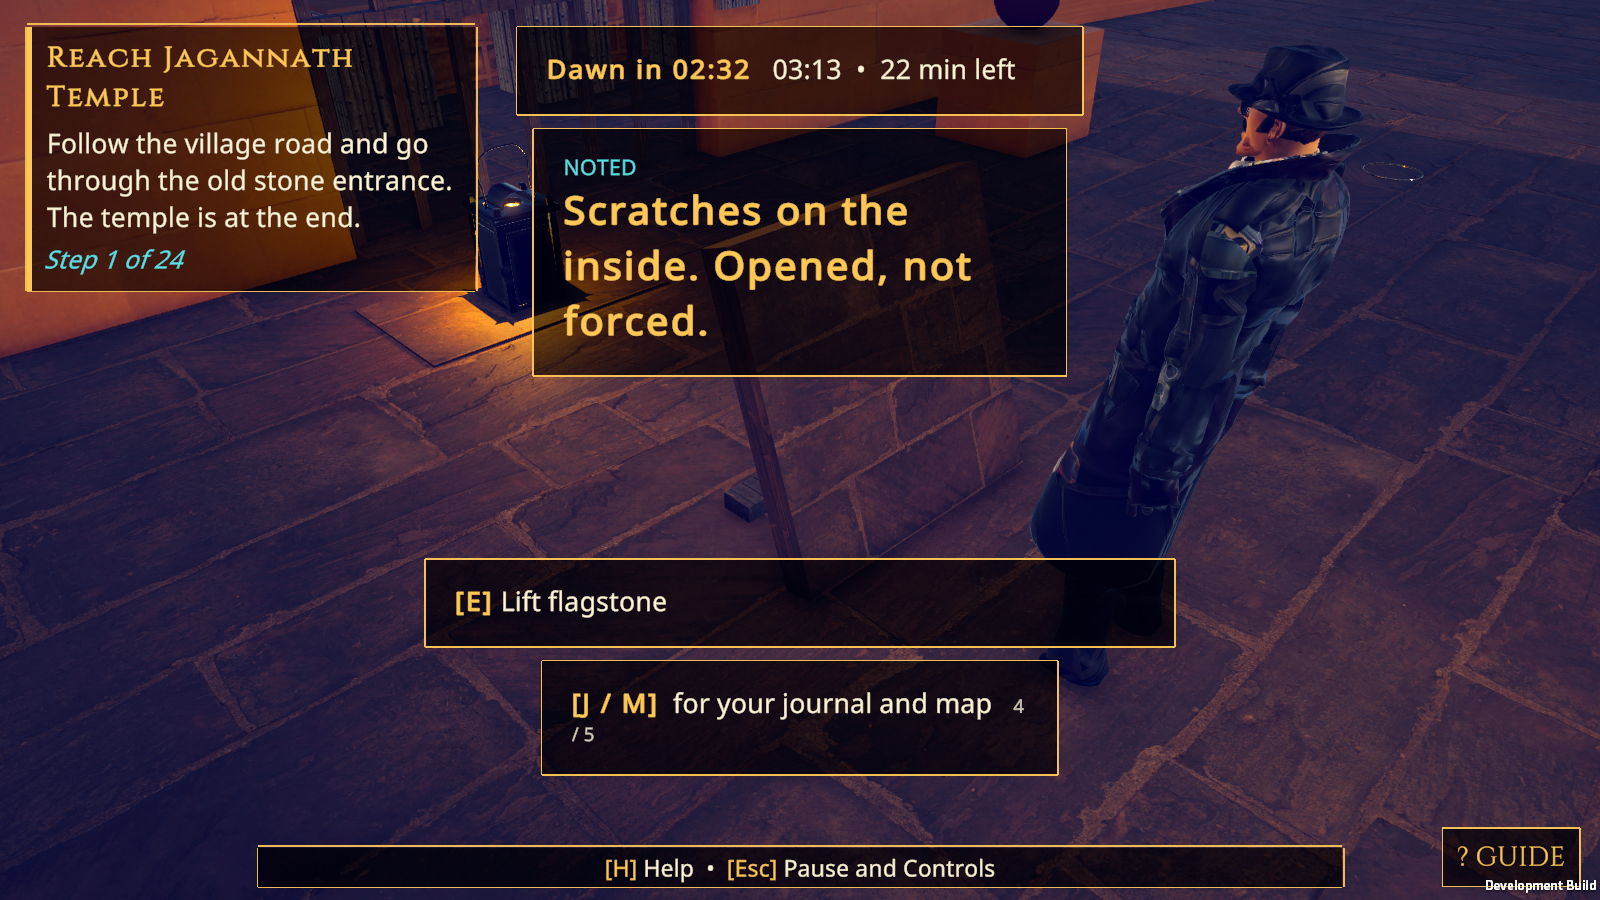 REACH JAGANNATH
TEMPLE
Follow the village road and go
through the old stone entrance.
The temple is at the end.
Step 1 of 24
Dawn in 02:32 03:13 • 22 min left
NOTED
Scratches on the
inside. Opened, not
forced.
[E] Lift flagstone
[J / M] for your journal and map 4
/ 5
[H] Help • [Esc] Pause and Controls
? GUIDE
Development Build